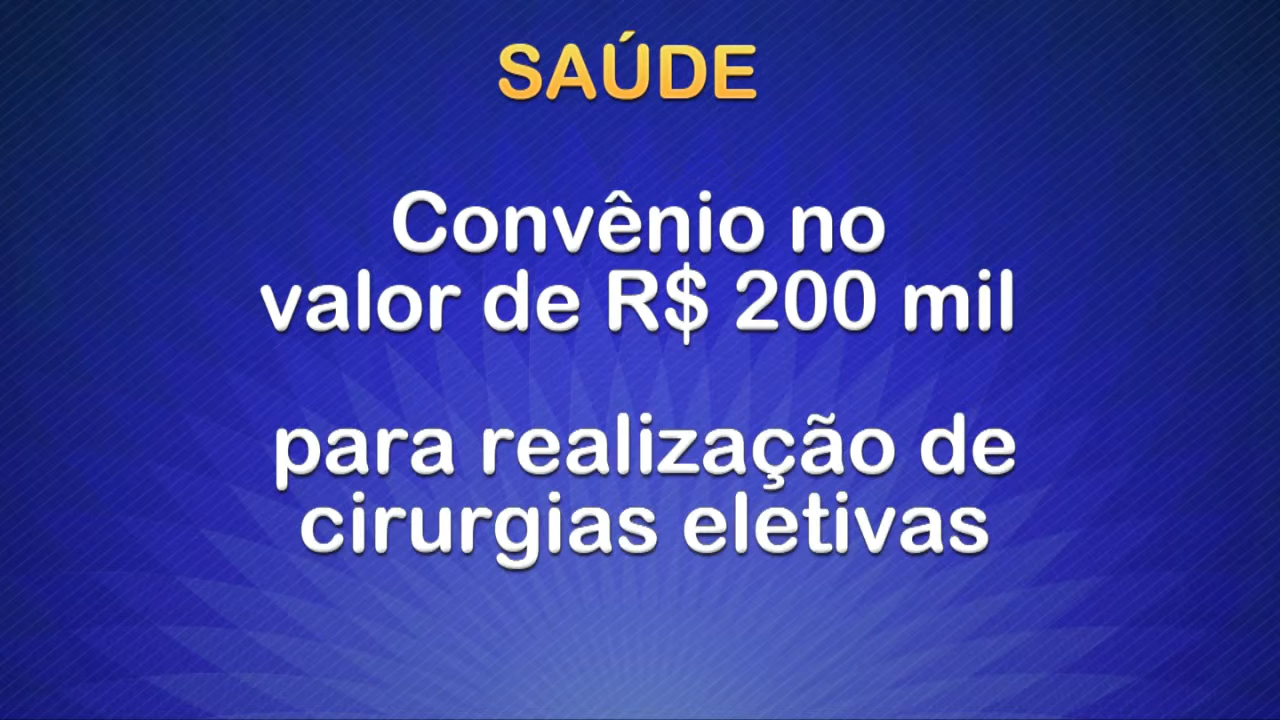 SAÚDE
Convênio no
valor de R$ 200 mil
para realização de
cirurgias eletivas